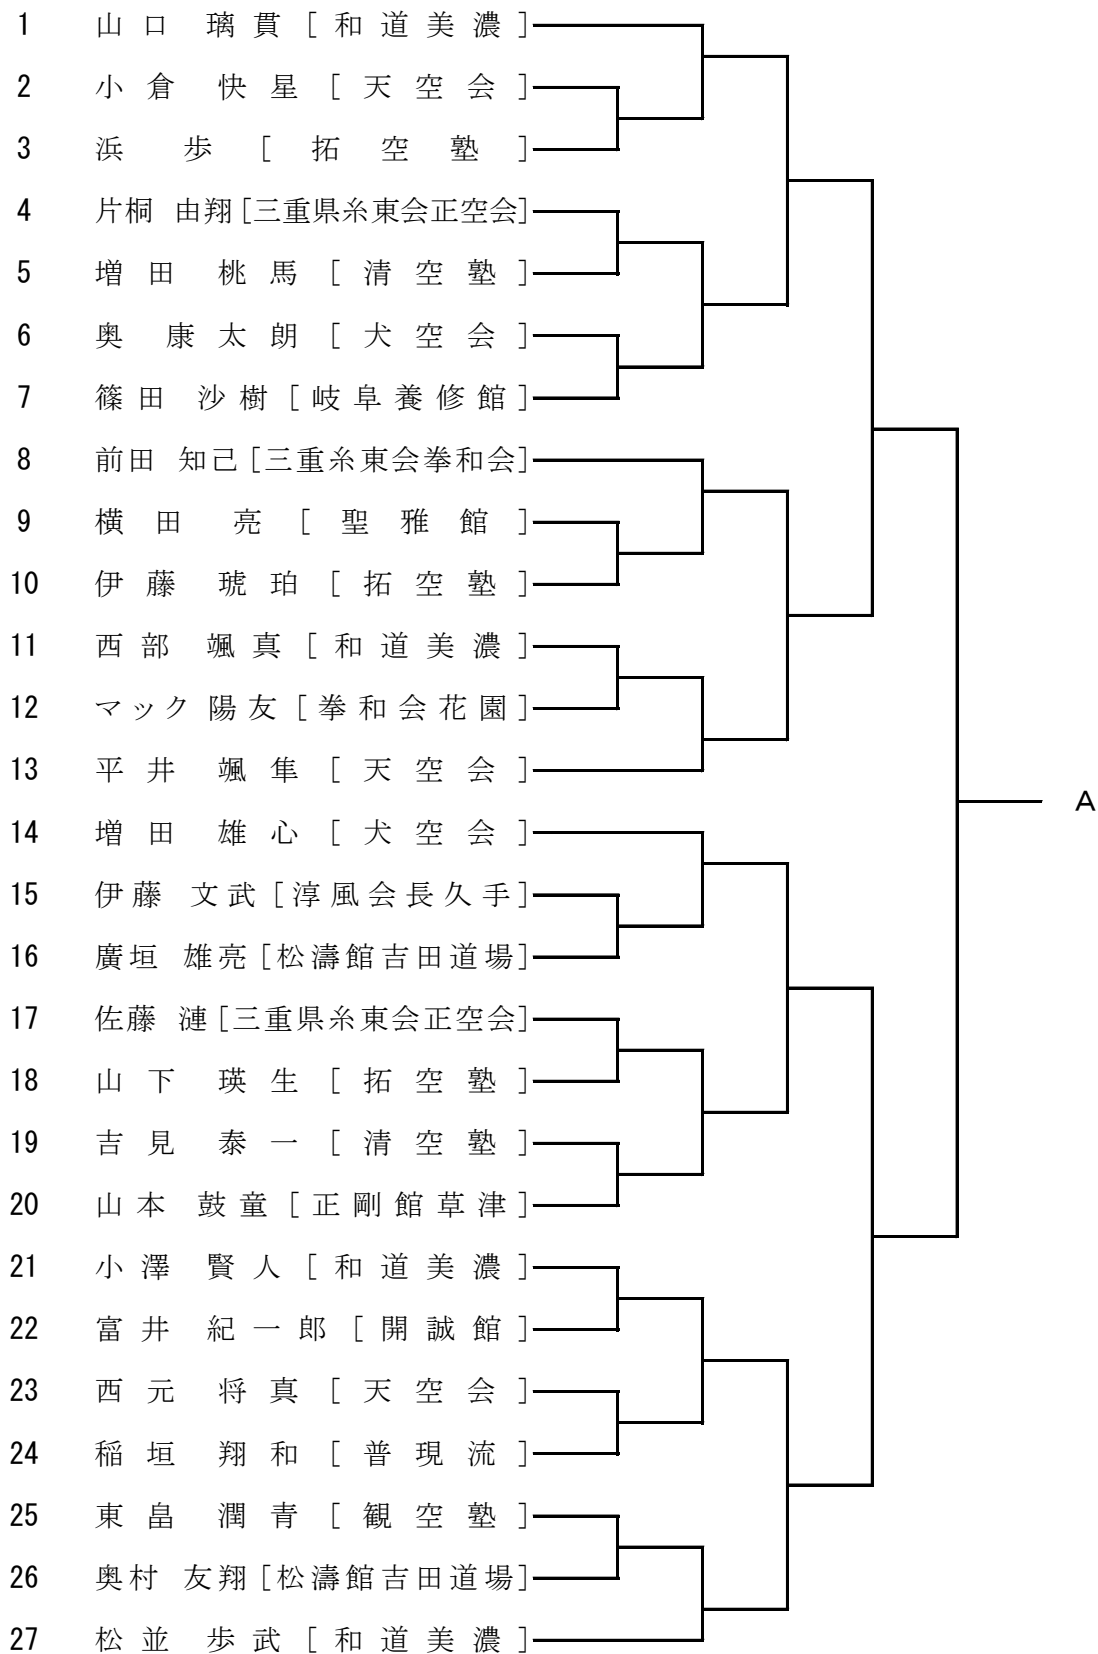 1 山口 璃貫[和道美濃]
2 小倉 快星[天空会]
3 浜 歩[拓空塾]
4 片桐 由翔[三重県糸東会正空会]
5 増田 桃馬[清空塾]
6 奥 康太朗[犬空会]
7 篠田 沙樹[岐阜養修館]
8 前田 知己[三重糸東会拳和会]
9 横田 亮[聖雅館]
10 伊藤 琥珀[拓空塾]
11 西部 颯真[和道美濃]
12 マック 陽友[拳和会花園]
13 平井 颯隼[天空会]
A
14 増田 雄心[犬空会]
15 伊藤 文武[淳風会長久手]
16 廣垣 雄亮[松濤館吉田道場]
17 佐藤 漣[三重県糸東会正空会]
18 山下 瑛生[拓空塾]
19 吉見 泰一[清空塾]
20 山本 鼓童[正剛館草津]
21 小澤 賢人[和道美濃]
22 富井 紀一郎[開誠館]
23 西元 将真[天空会]
24 稲垣 翔和[普現流]
25 東畠 潤青[観空塾]
26 奥村 友翔[松濤館吉田道場]
27 松並 歩武[和道美濃]